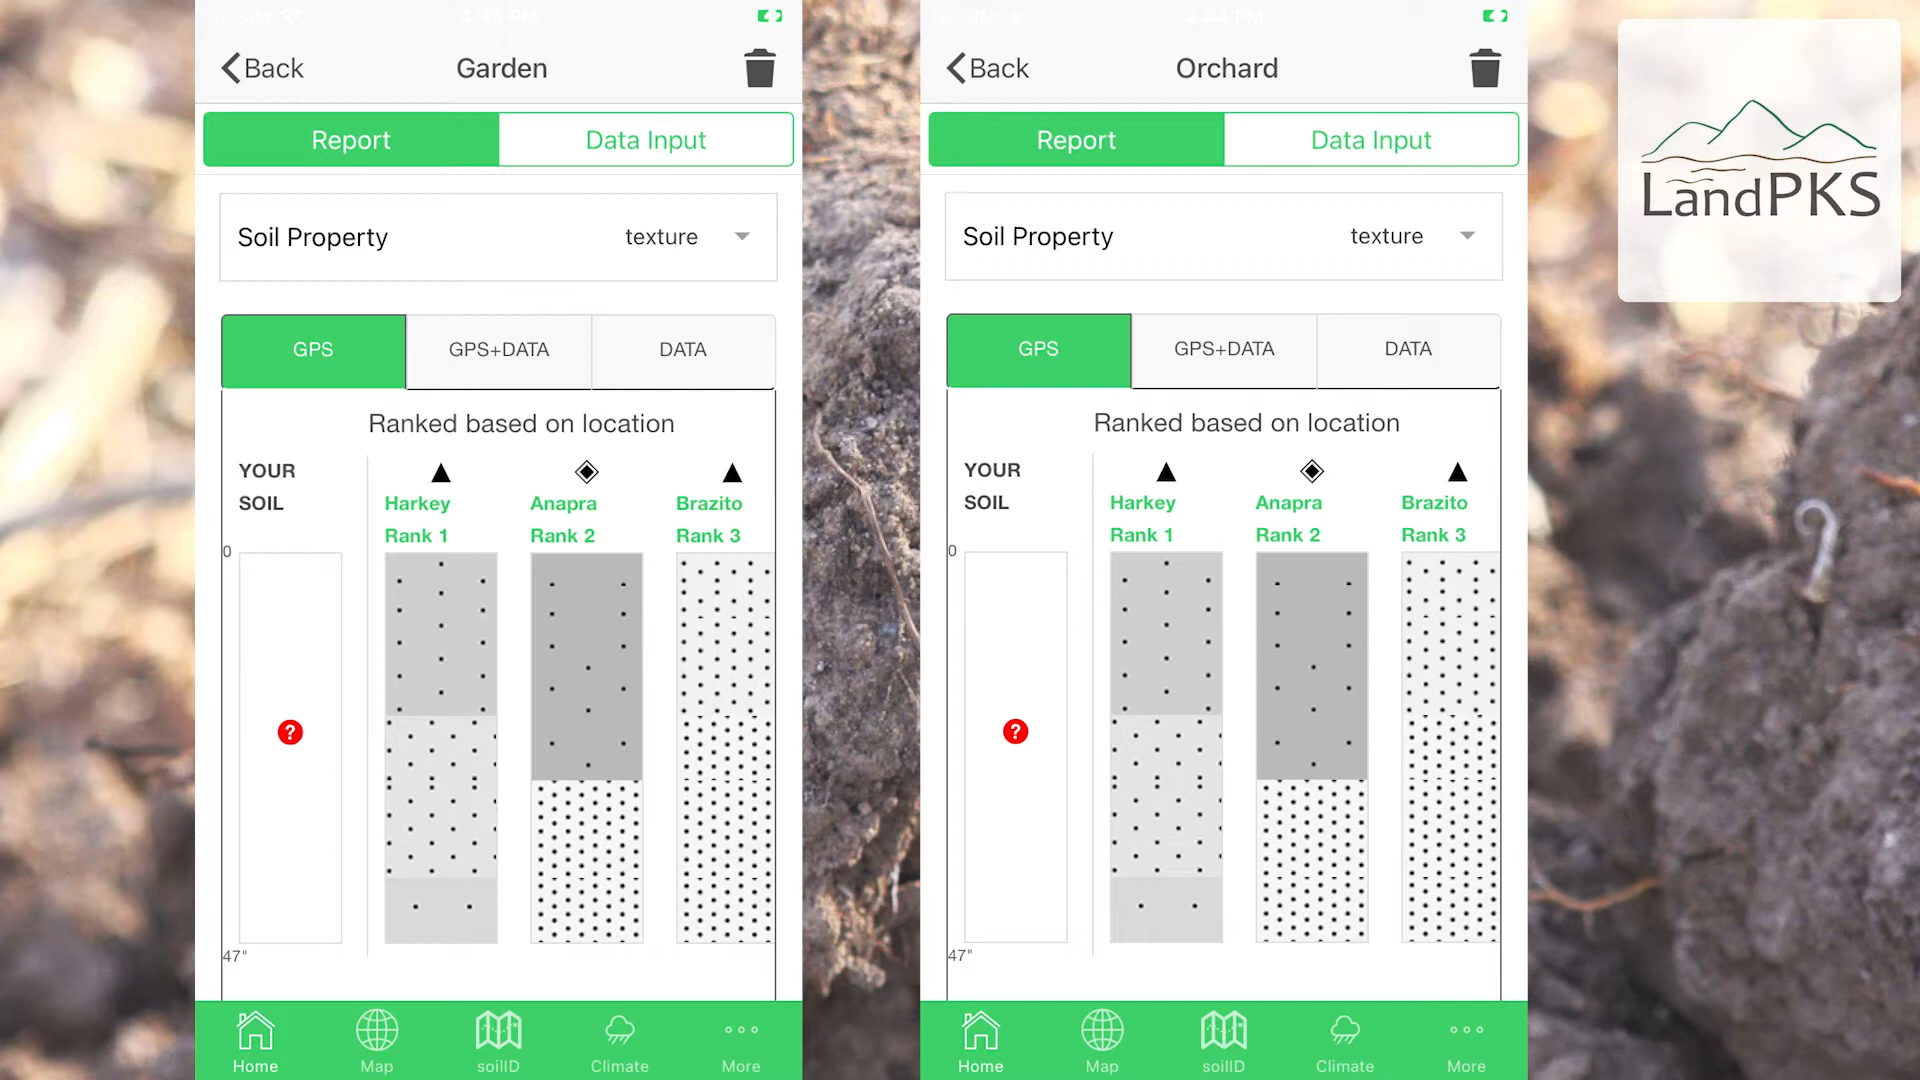 Back
Garden
Report
Data Input
Soil Property
texture
GPS
GPS+DATA
DATA
Ranked based on location
YOUR
SOIL
Harkey
Rank 1
Anapra
Rank 2
Brazito
Rank 3
0
?
47"
Home
Map
soilID
Climate
More
Back
Orchard
Report
Data Input
Soil Property
texture
GPS
GPS+DATA
DATA
Ranked based on location
YOUR
SOIL
Harkey
Rank 1
Anapra
Rank 2
Brazito
Rank 3
0
?
47"
Home
Map
soilID
Climate
More
LandPKS